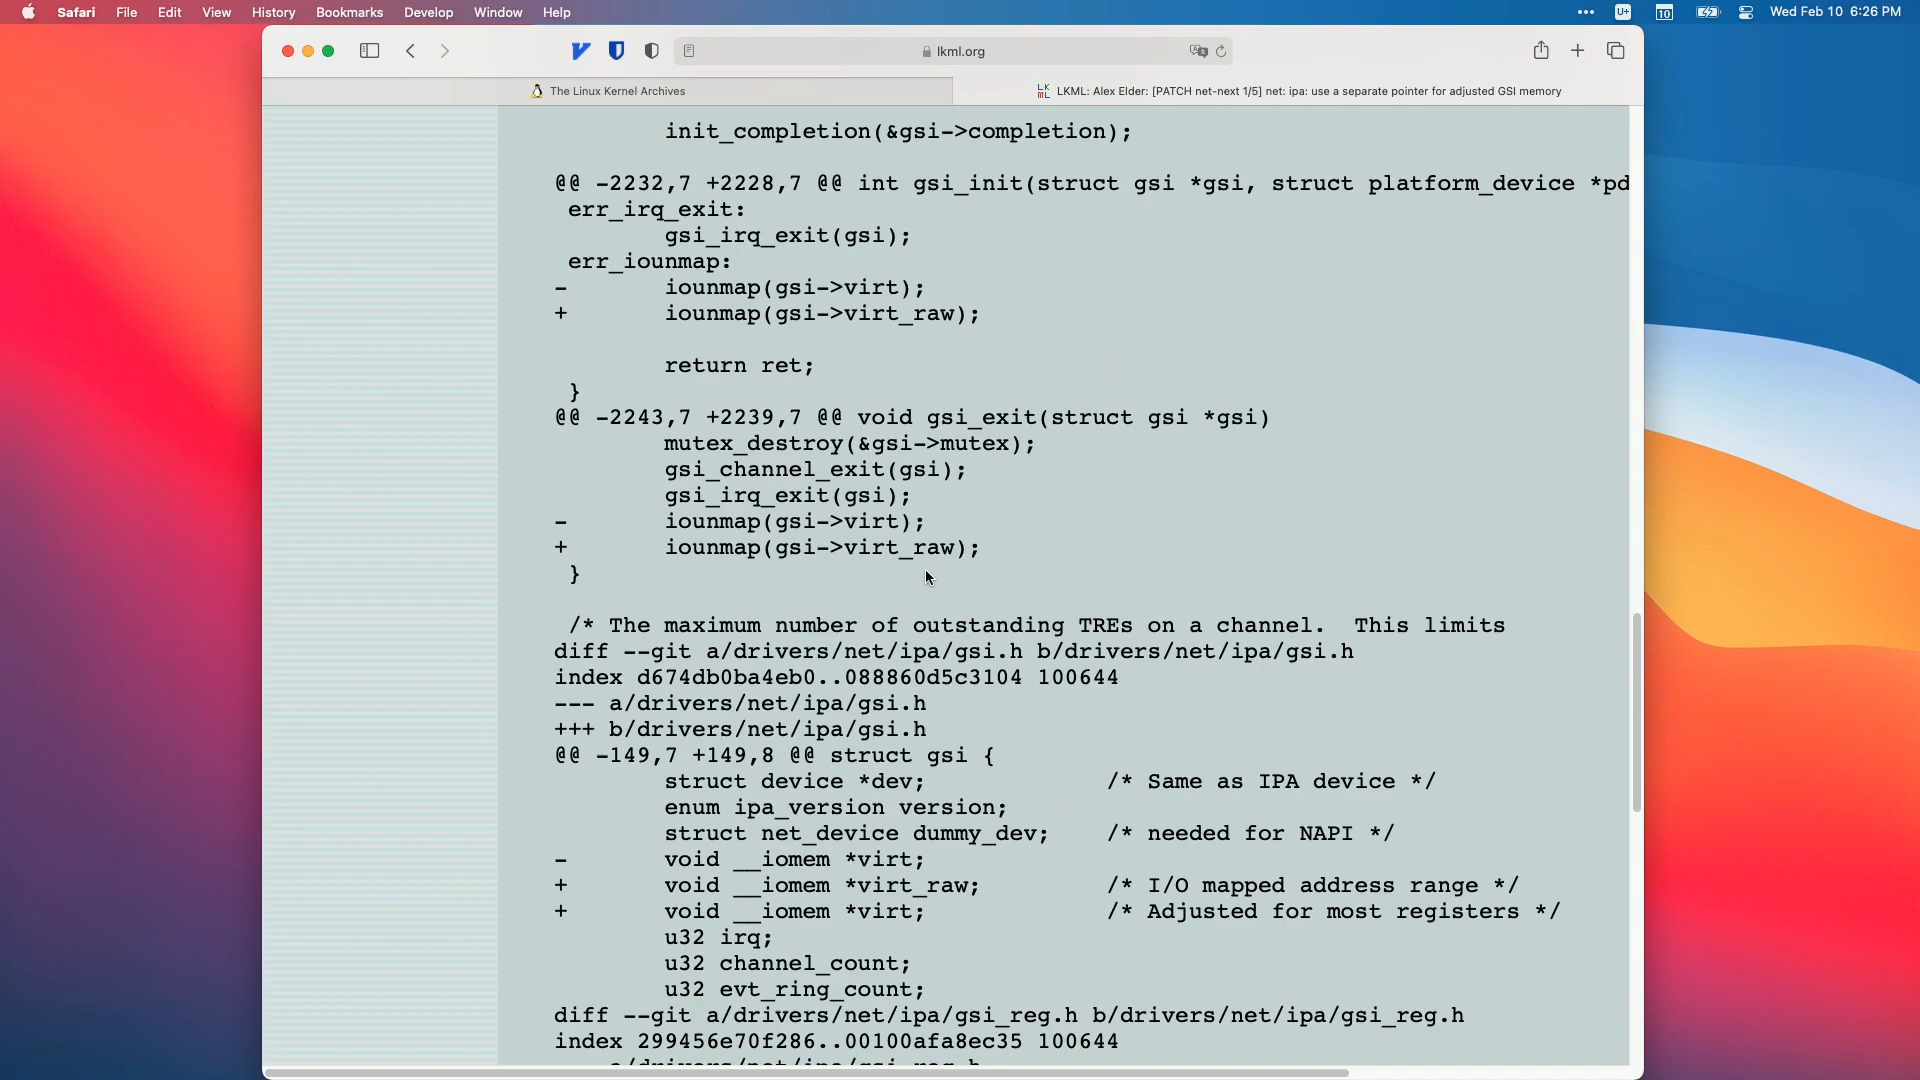 Safari File Edit View History Bookmarks Develop Window Help
U+ 10 Wed Feb 10 6:26 PM
lkml.org
The Linux Kernel Archives
LKML: Alex Elder: [PATCH net-next 1/5] net: ipa: use a separate pointer for adjusted GSI memory
init_completion(&gsi->completion);
@@ -2232,7 +2228,7 @@ int gsi_init(struct gsi *gsi, struct platform_device *pd
err_irq_exit:
gsi_irq_exit(gsi);
err_iounmap:
- iounmap(gsi->virt);
+ iounmap(gsi->virt_raw);
return ret;
}
@@ -2243,7 +2239,7 @@ void gsi_exit(struct gsi *gsi)
mutex_destroy(&gsi->mutex);
gsi_channel_exit(gsi);
gsi_irq_exit(gsi);
- iounmap(gsi->virt);
+ iounmap(gsi->virt_raw);
}
/* The maximum number of outstanding TREs on a channel.  This limits
diff --git a/drivers/net/ipa/gsi.h b/drivers/net/ipa/gsi.h
index d674db0ba4eb0..088860d5c3104 100644
--- a/drivers/net/ipa/gsi.h
+++ b/drivers/net/ipa/gsi.h
@@ -149,7 +149,8 @@ struct gsi {
struct device *dev; /* Same as IPA device */
enum ipa_version version;
struct net_device dummy_dev; /* needed for NAPI */
- void __iomem *virt;
+ void __iomem *virt_raw; /* I/O mapped address range */
+ void __iomem *virt; /* Adjusted for most registers */
u32 irq;
u32 channel_count;
u32 evt_ring_count;
diff --git a/drivers/net/ipa/gsi_reg.h b/drivers/net/ipa/gsi_reg.h
index 299456e70f286..00100afa8ec35 100644
--- a/drivers/net/ipa/gsi_reg.h